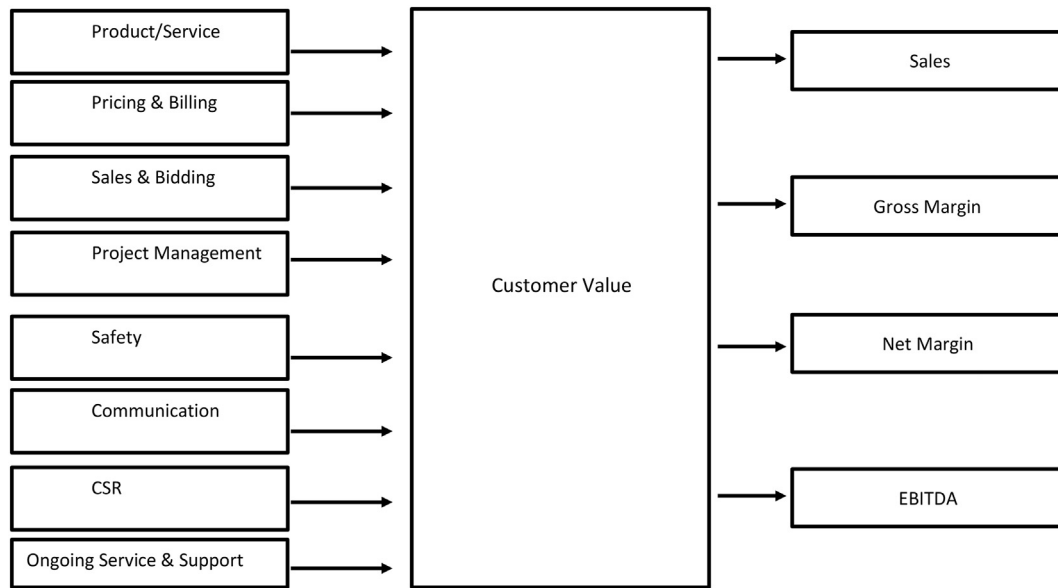 Product/Service
Pricing & Billing
Sales & Bidding
Project Management
Safety
Communication
CSR
Ongoing Service & Support
Customer Value
Sales
Gross Margin
Net Margin
EBITDA